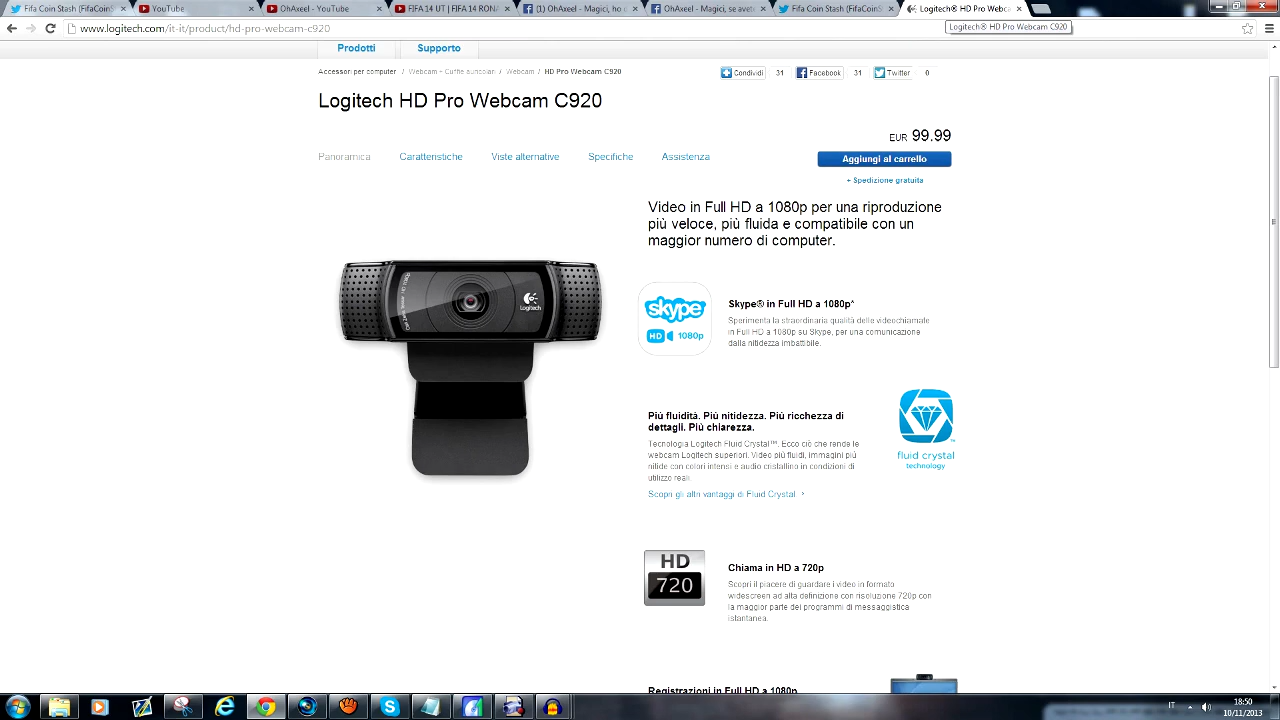 Fifa Coin Stash (FifaCoinS
YouTube
OhAxeel - YouTube
FIFA 14 UT | FIFA 14 RON
(1) OhAxeel - Magici, ho u
OhAxeel - Magici, se avete
Fifa Coin Stash (FifaCoinS
Logitech® HD Pro Webca
www.logitech.com/it-it/product/hd-pro-webcam-c920
Logitech® HD Pro Webcam C920
Prodotti
Supporto
Accessori per computer / Webcam - Cuffie auricolari / Webcam / HD Pro Webcam C920
Condividi 31 Facebook 31 Twitter 0
Logitech HD Pro Webcam C920
EUR 99.99
Panoramica Caratteristiche Viste alternative Specifiche Assistenza
Aggiungi al carrello
+ Spedizione gratuita
Video in Full HD a 1080p per una riproduzione
più veloce, più fluida e compatibile con un
maggior numero di computer.
Logitech
skype
HD 1080p
Skype® in Full HD a 1080p^
Sperimenta la straordinaria qualità delle videochiamate
in Full HD a 1080p su Skype, per una comunicazione
dalla nitidezza imbattibile.
Più fluidità. Più nitidezza. Più ricchezza di
dettagli. Più chiarezza.
Tecnologia Logitech Fluid Crystal™. Ecco ciò che rende le
webcam Logitech superiori. Video più fluidi, immagini più
nitide con colori intensi e audio cristallino in condizioni di
utilizzo reali.
Scopri gli altri vantaggi di Fluid Crystal
fluid crystal
technology
HD
720
Chiama in HD a 720p
Scopri il piacere di guardare i video in formato
widescreen ad alta definizione con risoluzione 720p con
la maggior parte dei programmi di messaggistica
istantanea.
Registrazioni in Full HD a 1080p
IT
18:50
10/11/2013